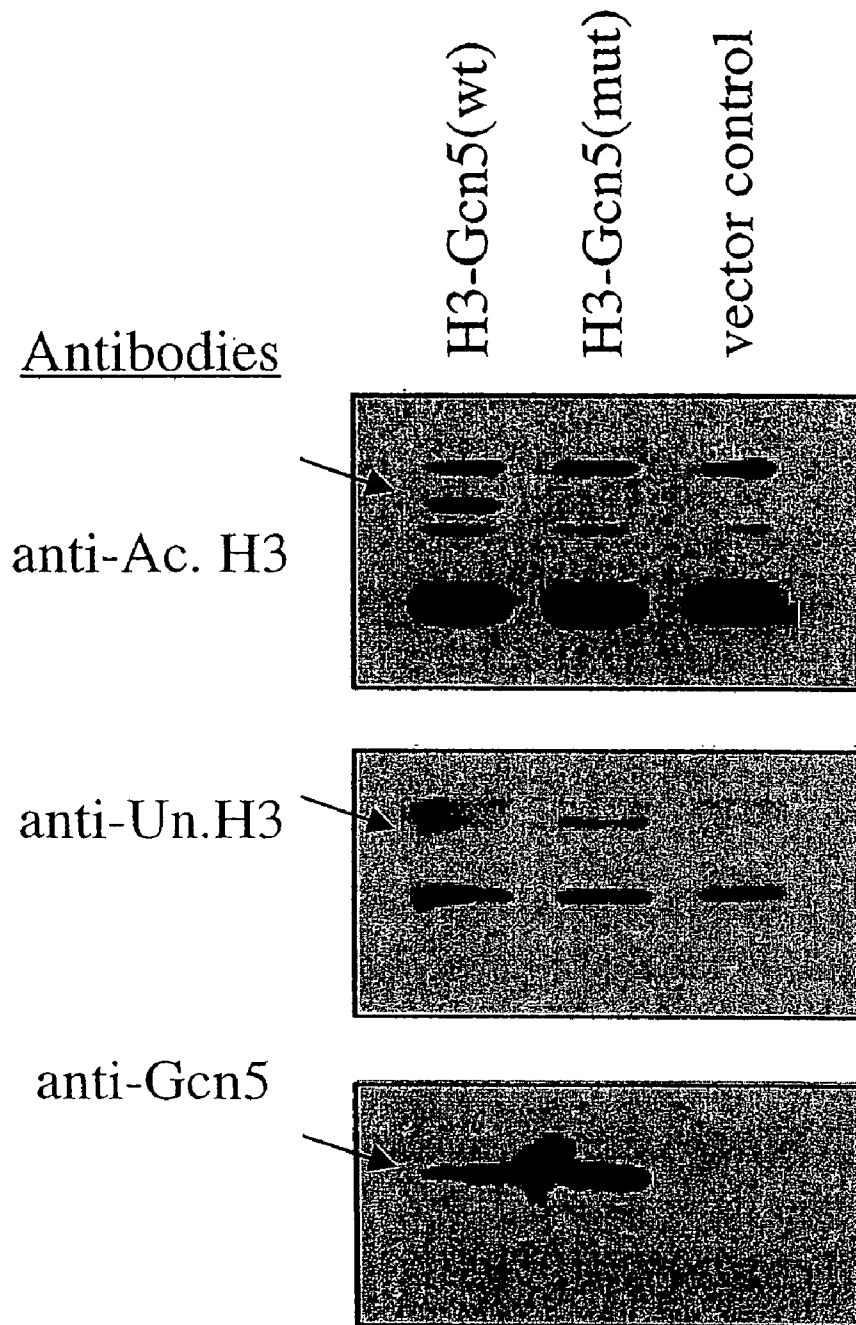 H3-Gcn5(wt)
H3-Gcn5(mut)
vector control
Antibodies
anti-Ac. H3
anti-Un.H3
anti-Gcn5